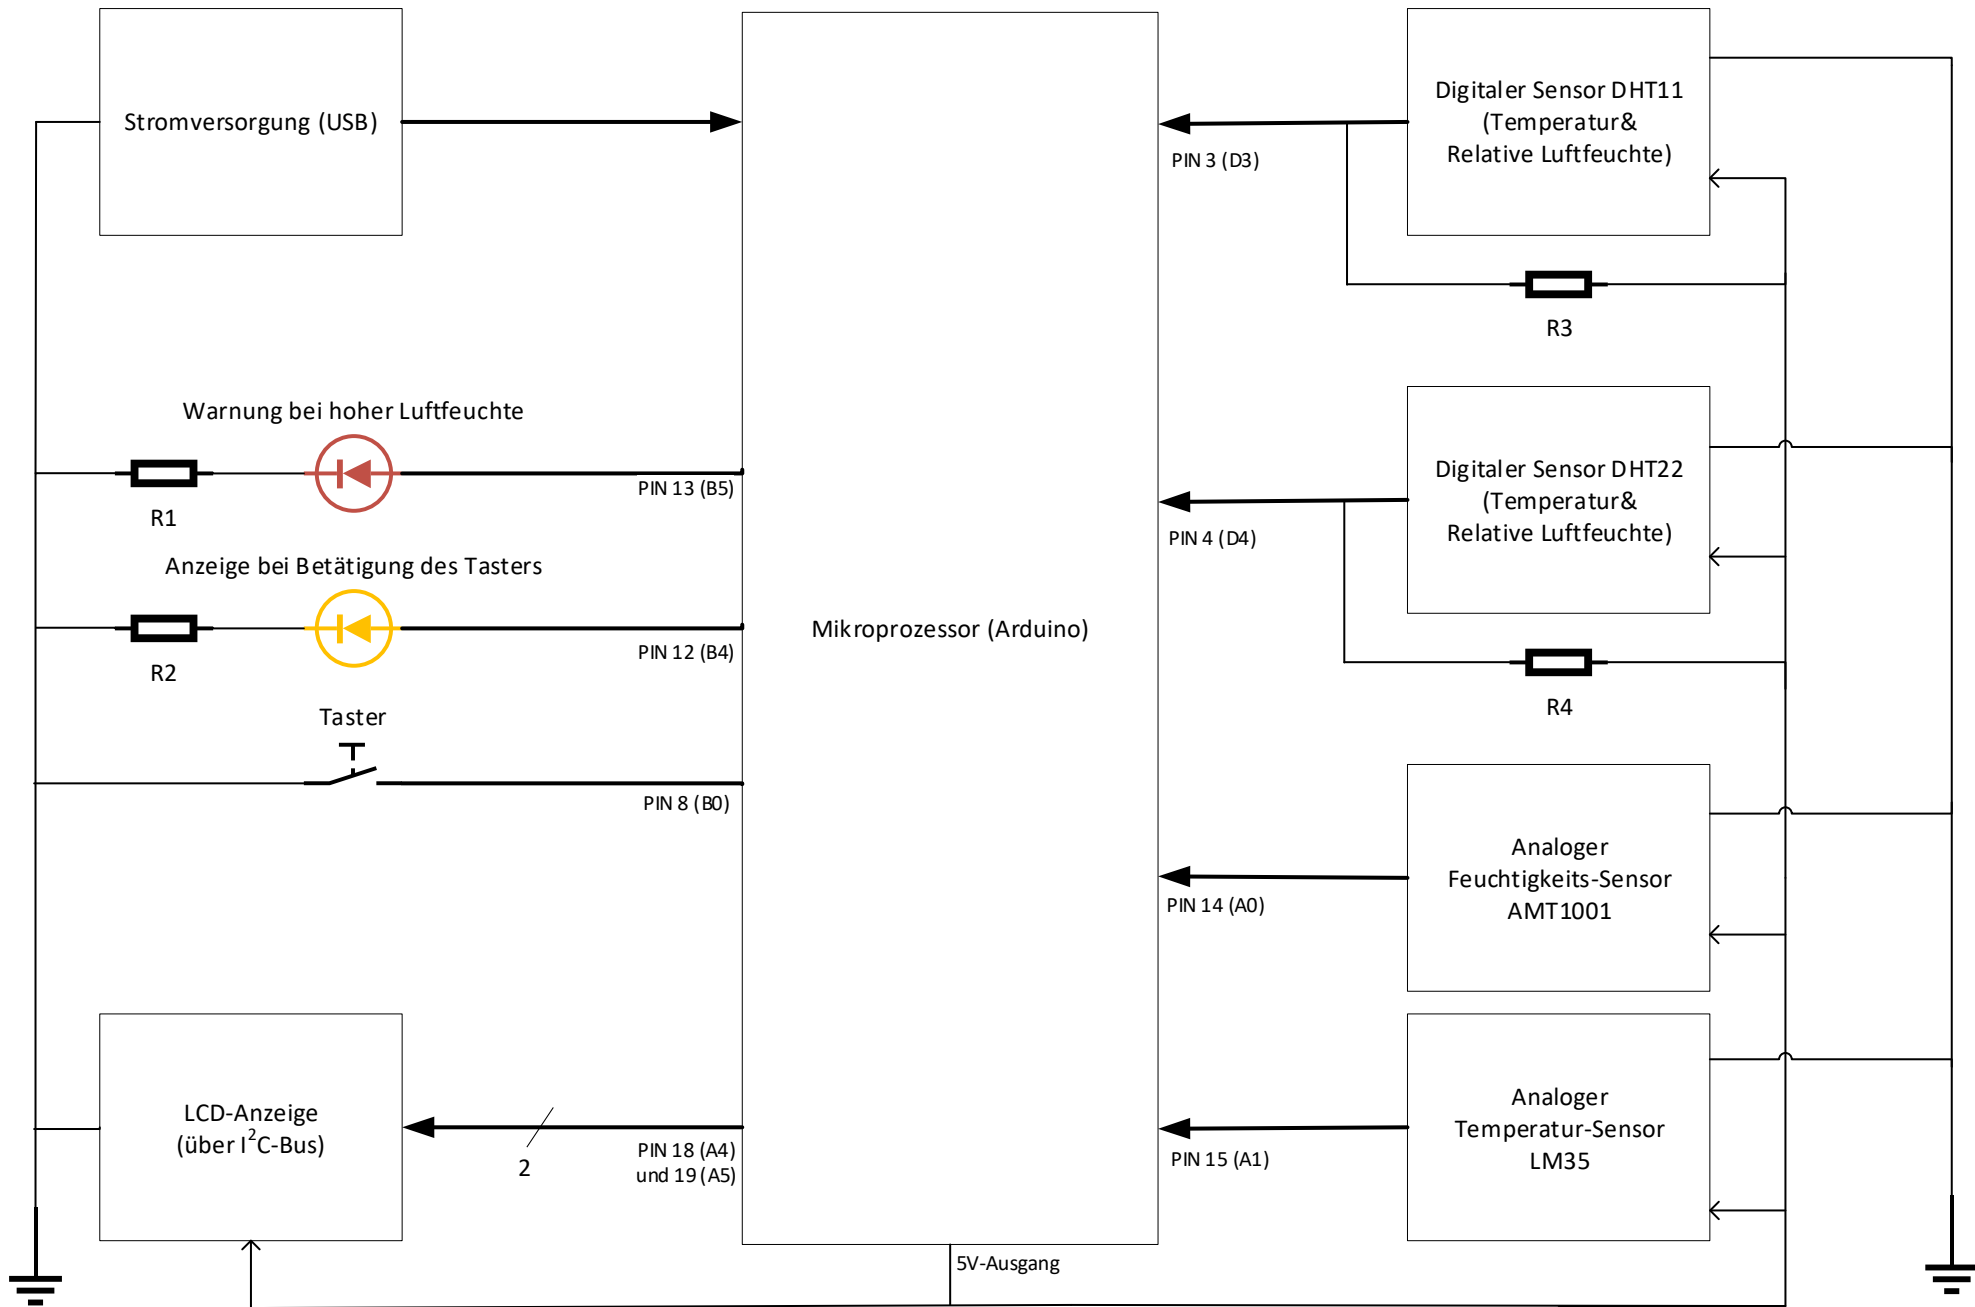 Stromversorgung (USB)
Warnung bei hoher Luftfeuchte
PIN 13 (B5)
R1
Anzeige bei Betätigung des Tasters
PIN 12 (B4)
R2
Taster
PIN 8 (B0)
LCD-Anzeige
(über I²C-Bus)
2
PIN 18 (A4)
und 19 (A5)
Mikroprozessor (Arduino)
5V-Ausgang
Digitaler Sensor DHT11
(Temperatur&
Relative Luftfeuchte)
PIN 3 (D3)
R3
Digitaler Sensor DHT22
(Temperatur&
Relative Luftfeuchte)
PIN 4 (D4)
R4
Analoger
Feuchtigkeits-Sensor
AMT1001
PIN 14 (A0)
Analoger
Temperatur-Sensor
LM35
PIN 15 (A1)